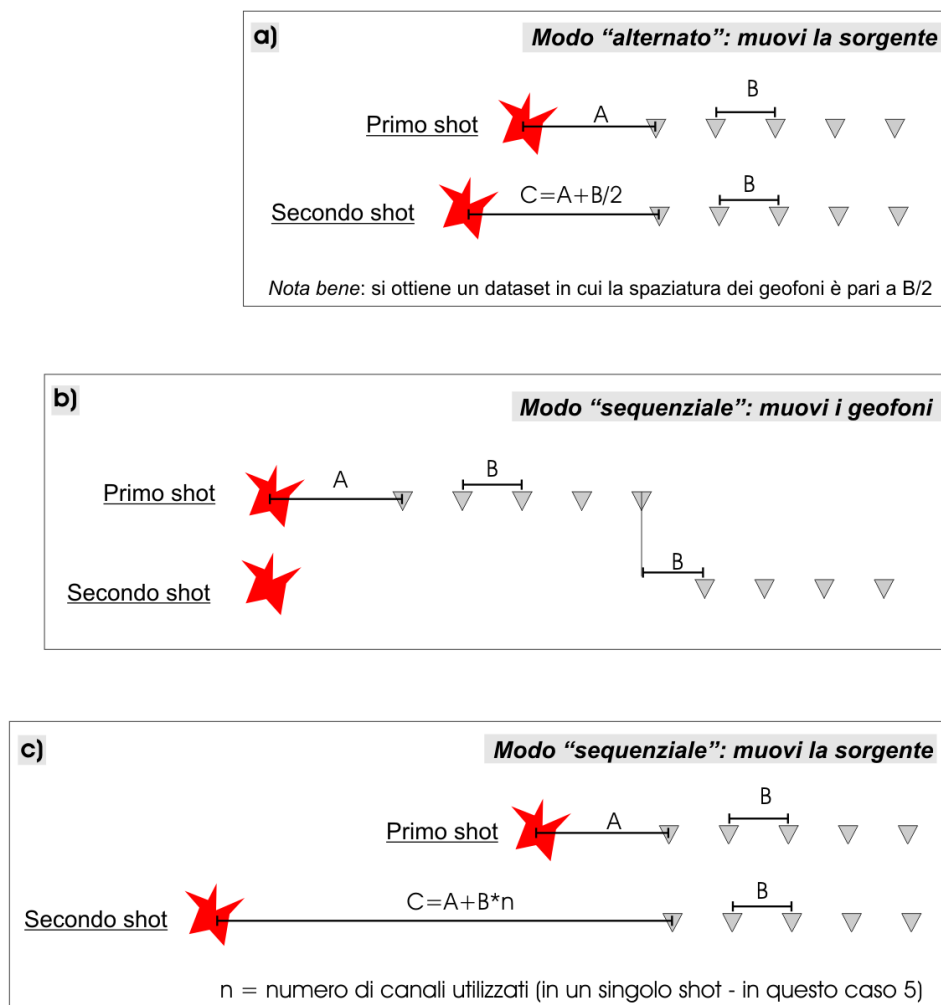 a)
Modo “alternato”: muovi la sorgente
B
Primo shot
A
B
Secondo shot
C=A+B/2
Nota bene: si ottiene un dataset in cui la spaziatura dei geofoni è pari a B/2
b)
Modo “sequenziale”: muovi i geofoni
Primo shot
A
B
Secondo shot
B
c)
Modo “sequenziale”: muovi la sorgente
B
Primo shot
A
B
Secondo shot
C=A+B*n
n = numero di canali utilizzati (in un singolo shot - in questo caso 5)